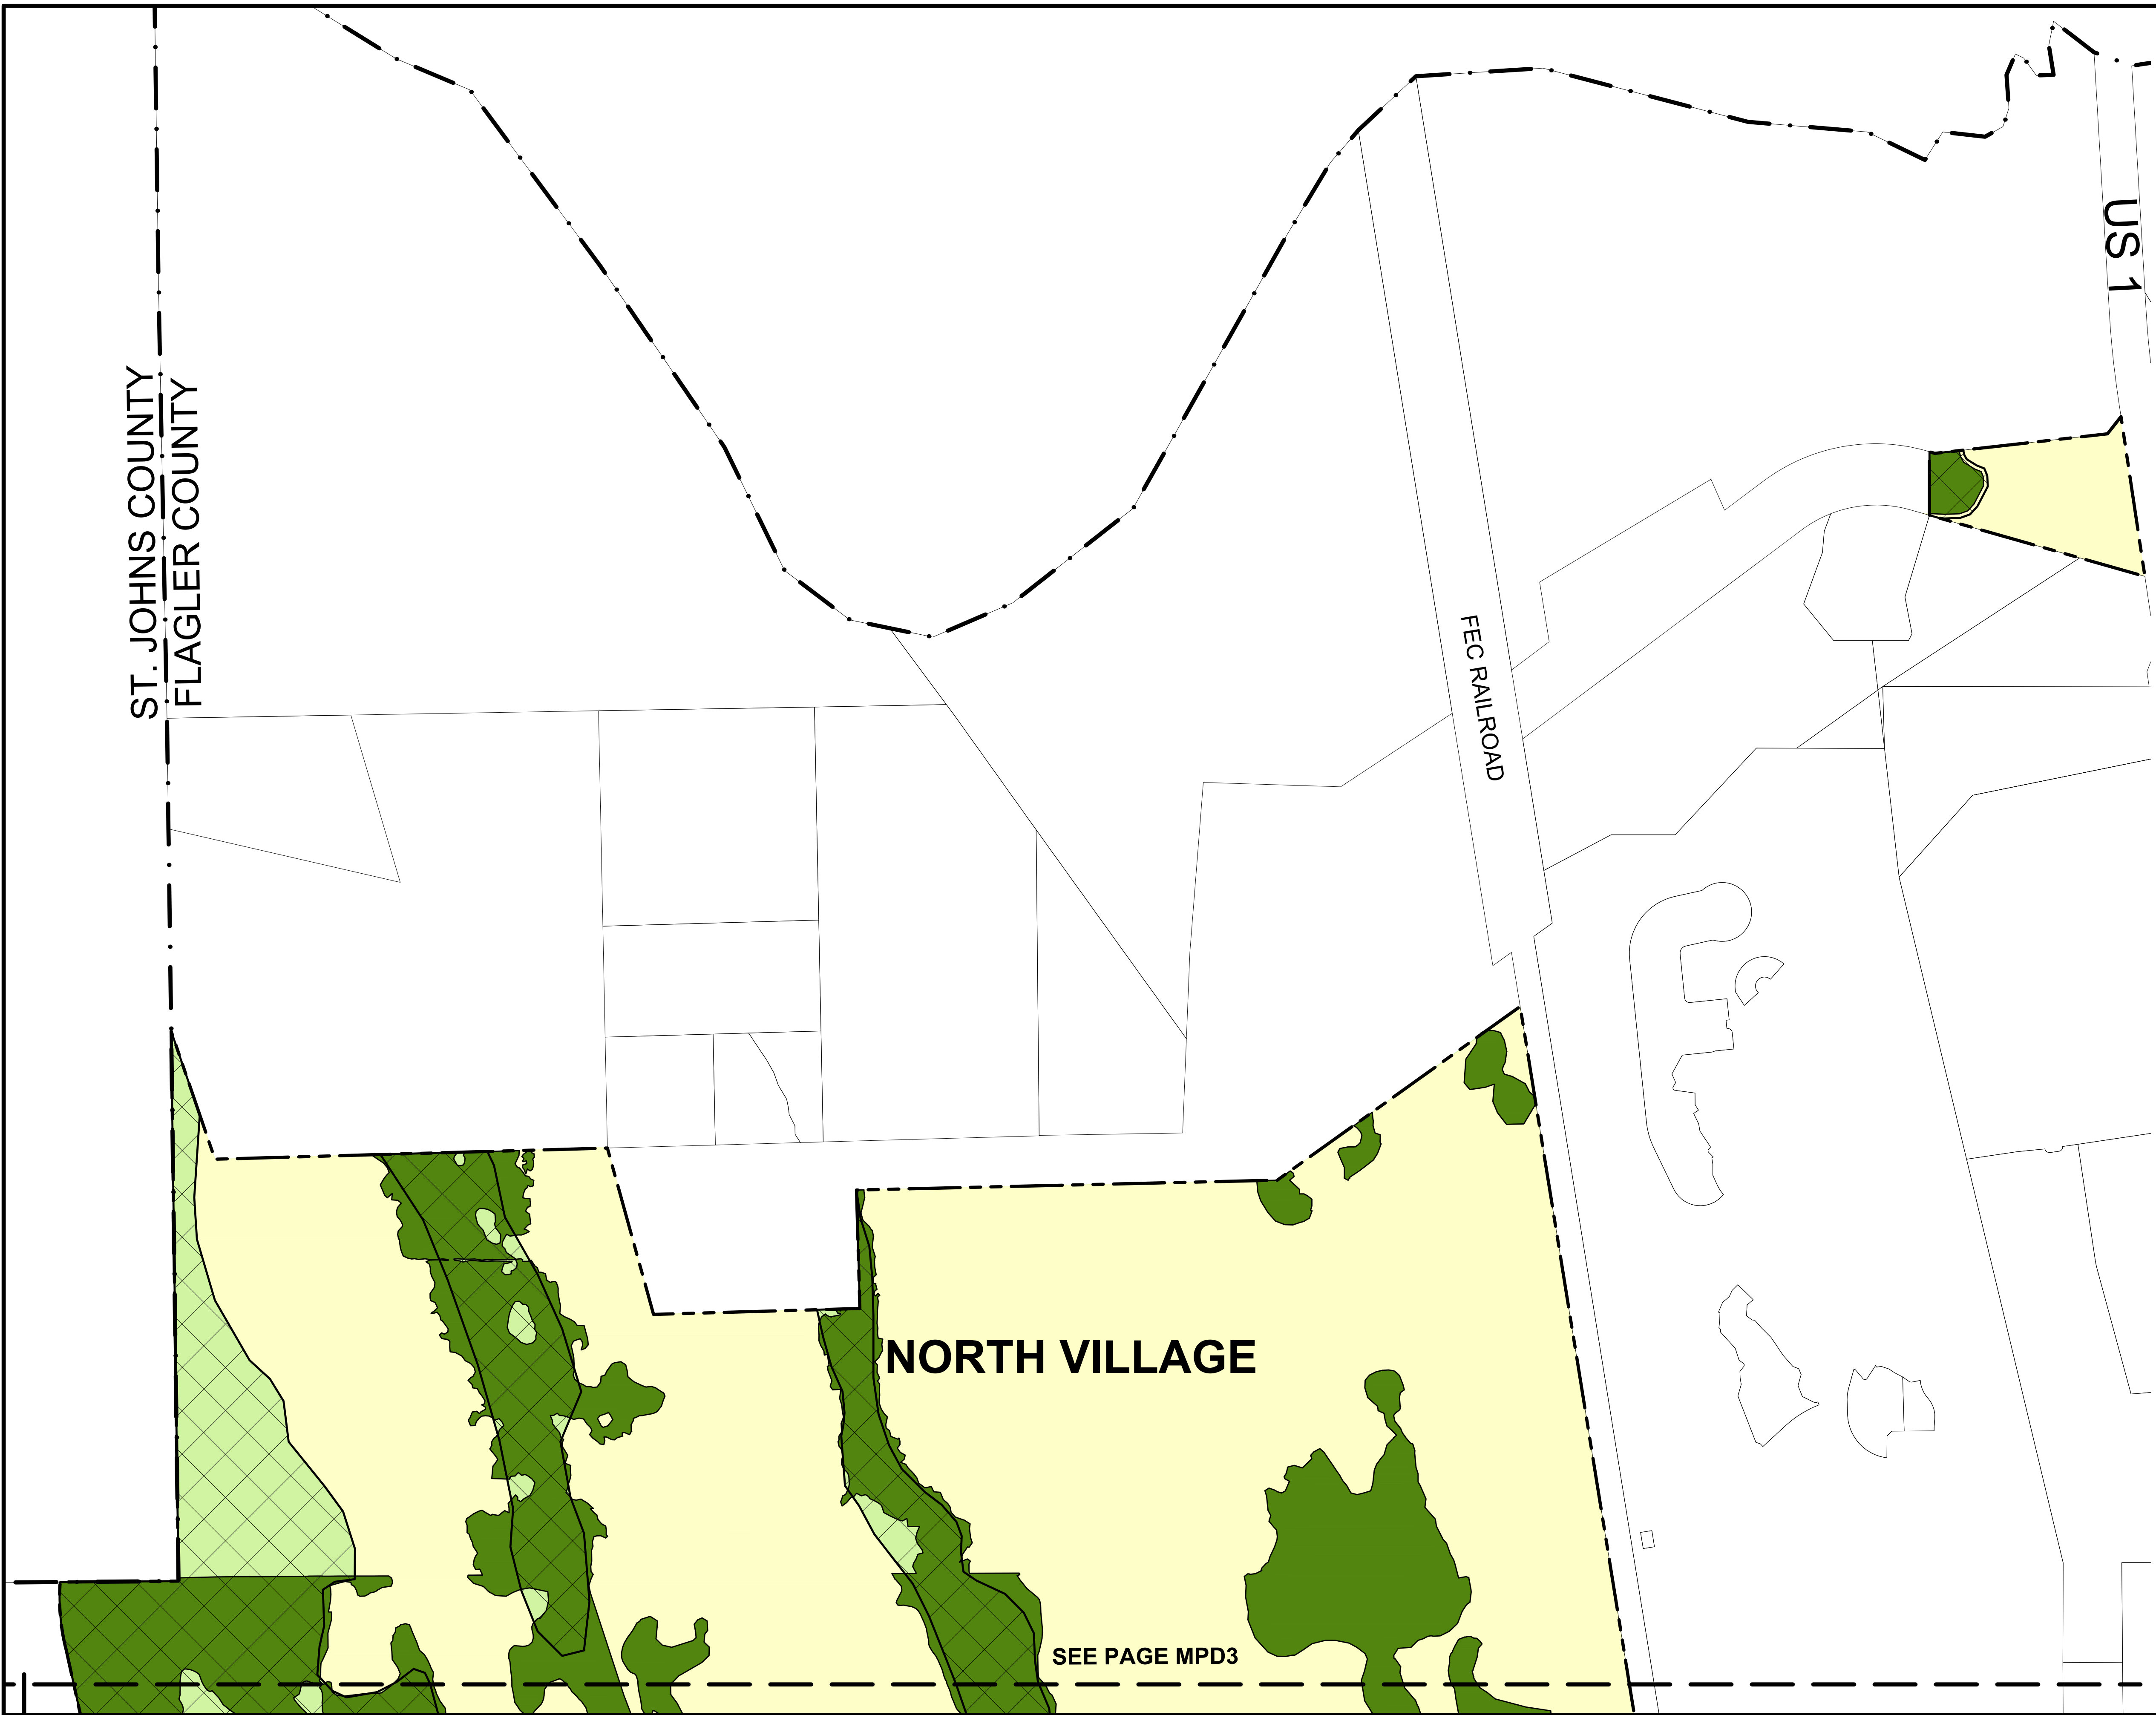 US 1
ST. JOHNS COUNTY
FLAGLER COUNTY
FEC RAILROAD
NORTH VILLAGE
SEE PAGE MPD3